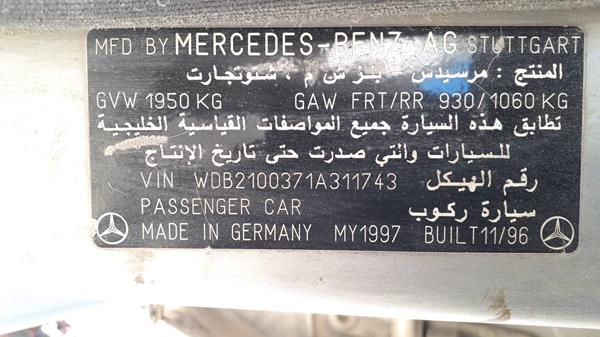 MFD BY MERCEDES-BENZ AG STUTTGART
المنتج : مرسيدس بنز ش م ، شتوتجارت
GVW 1950 KG GAW FRT/RR 930/1060 KG
تطابق هذه السيارة جميع المواصفات القياسية الخليجية
للسيارات والتي صدرت حتى تاريخ الإنتاج
VIN WDB2100371A311743 رقم الهيكل
PASSENGER CAR سيارة ركوب
MADE IN GERMANY MY1997 BUILT11/96